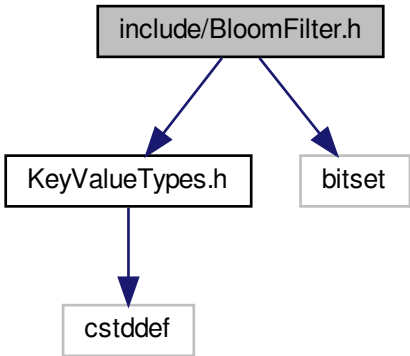 include/BloomFilter.h
KeyValueTypes.h
bitset
cstddef